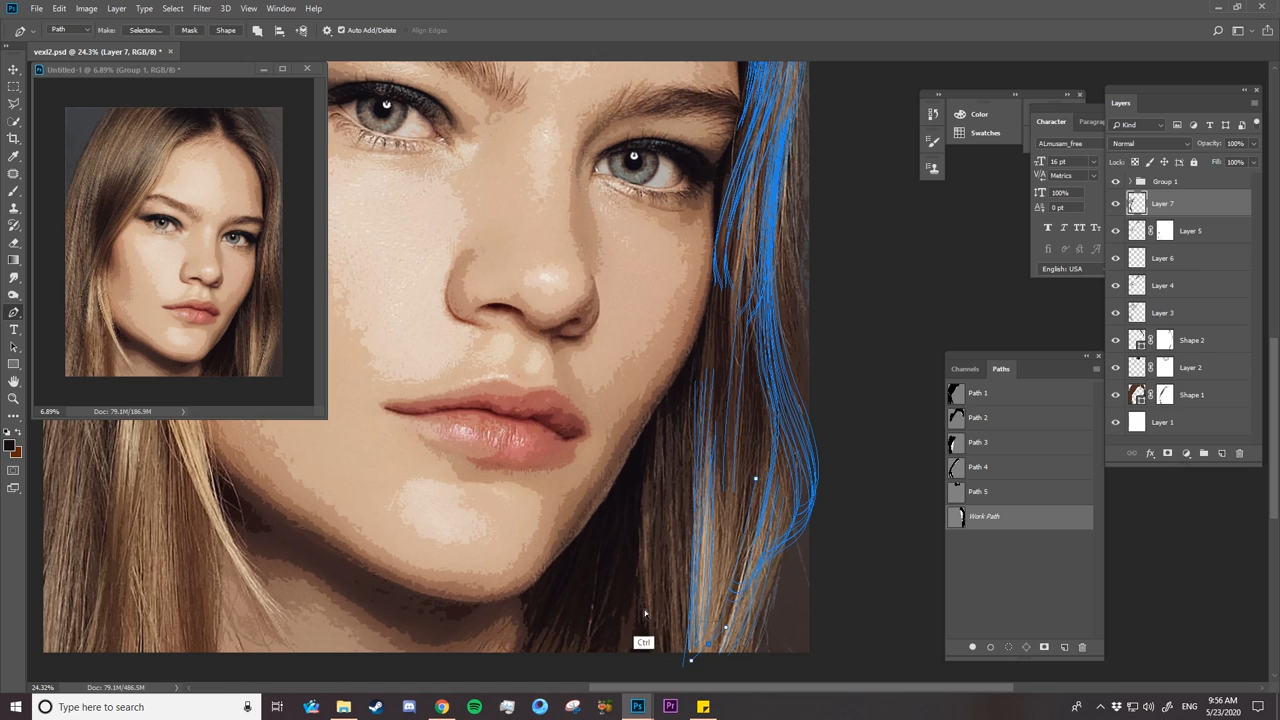 File Edit Image Layer Type Select Filter 3D View Window Help
Path Make: Selection... Mask Shape Auto Add/Delete Align Edges
vexl2.psd @ 24.3% (Layer 7, RGB/8) *
Untitled-1 @ 6.89% (Group 1, RGB/8) *
6.89% Doc: 79.1M/186.9M
Ctrl
24.32% Doc: 79.1M/486.5M
Color
Swatches
Character Paragra
ALmusam_free
16 pt
Metrics
100%
0 pt
English: USA
Channels Paths
Path 1
Path 2
Path 3
Path 4
Path 5
Work Path
Layers
Kind
Normal Opacity: 100%
Lock: Fill: 100%
Group 1
Layer 7
Layer 5
Layer 6
Layer 4
Layer 3
Shape 2
Layer 2
Shape 1
Layer 1
Type here to search
9:56 AM
5/23/2020
ENG